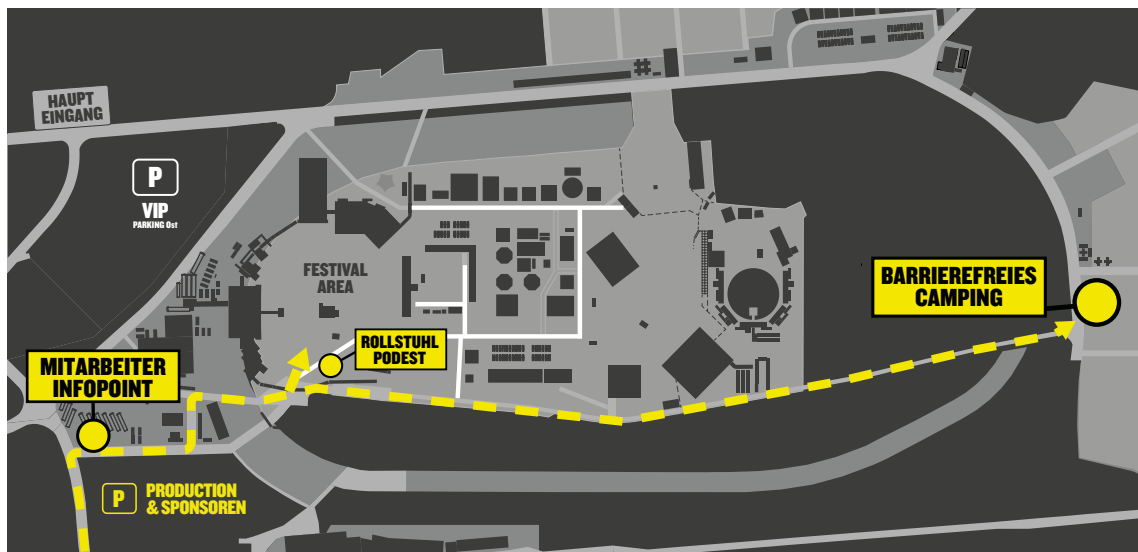 HAUPT
EINGANG
P
VIP
PARKING Ost
FESTIVAL
AREA
BARRIEREFREIES
CAMPING
ROLLSTUHL
PODEST
MITARBEITER
INFOPOINT
P
PRODUCTION
& SPONSOREN